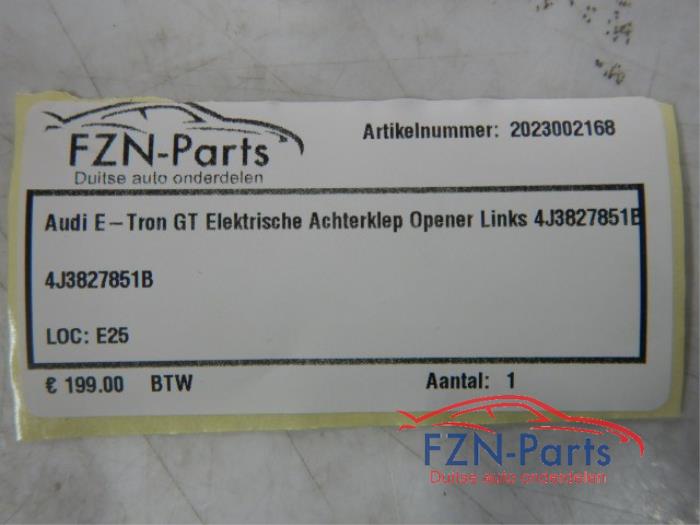 FZN-Parts
Duitse auto onderdelen
Artikelnummer: 2023002168
Audi E-Tron GT Elektrische Achterklep Opener Links 4J3827851B
4J3827851B
LOC: E25
€ 199.00 BTW
Aantal: 1
FZN-Parts
Duitse auto onderdelen